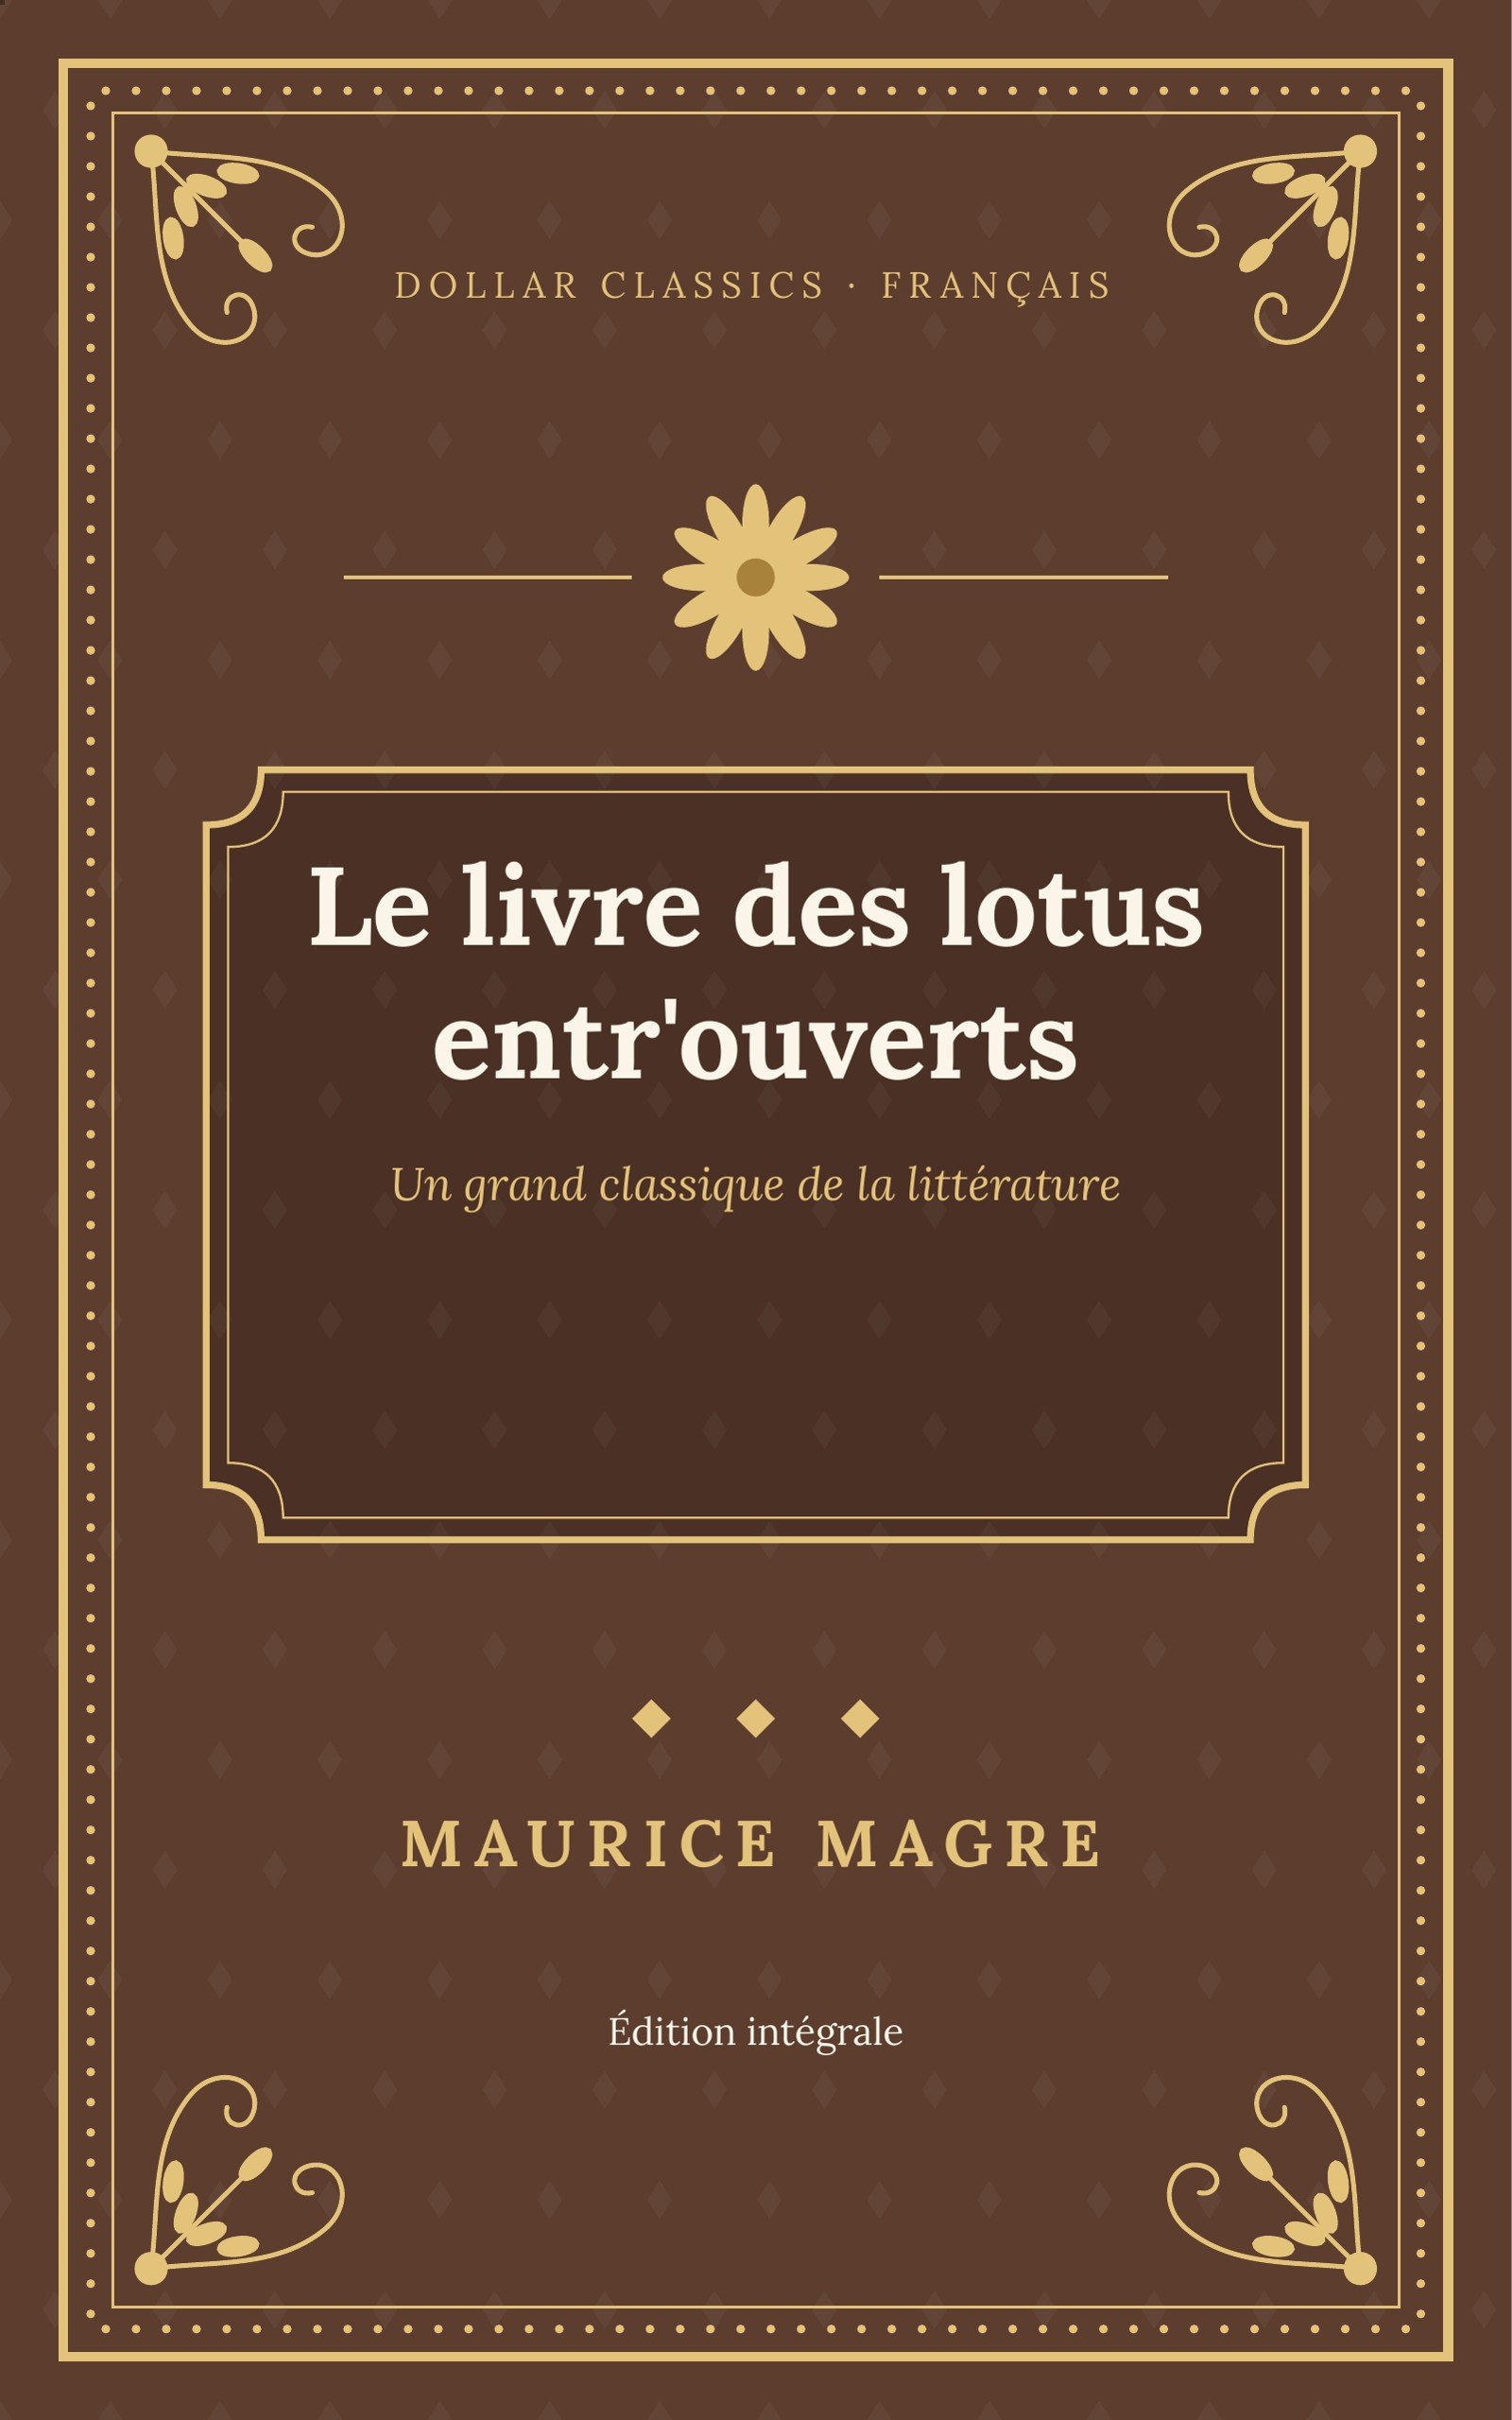 DOLLAR CLASSICS · FRANÇAIS
Le livre des lotus
entr'ouverts
Un grand classique de la littérature
MAURICE MAGRE
Édition intégrale